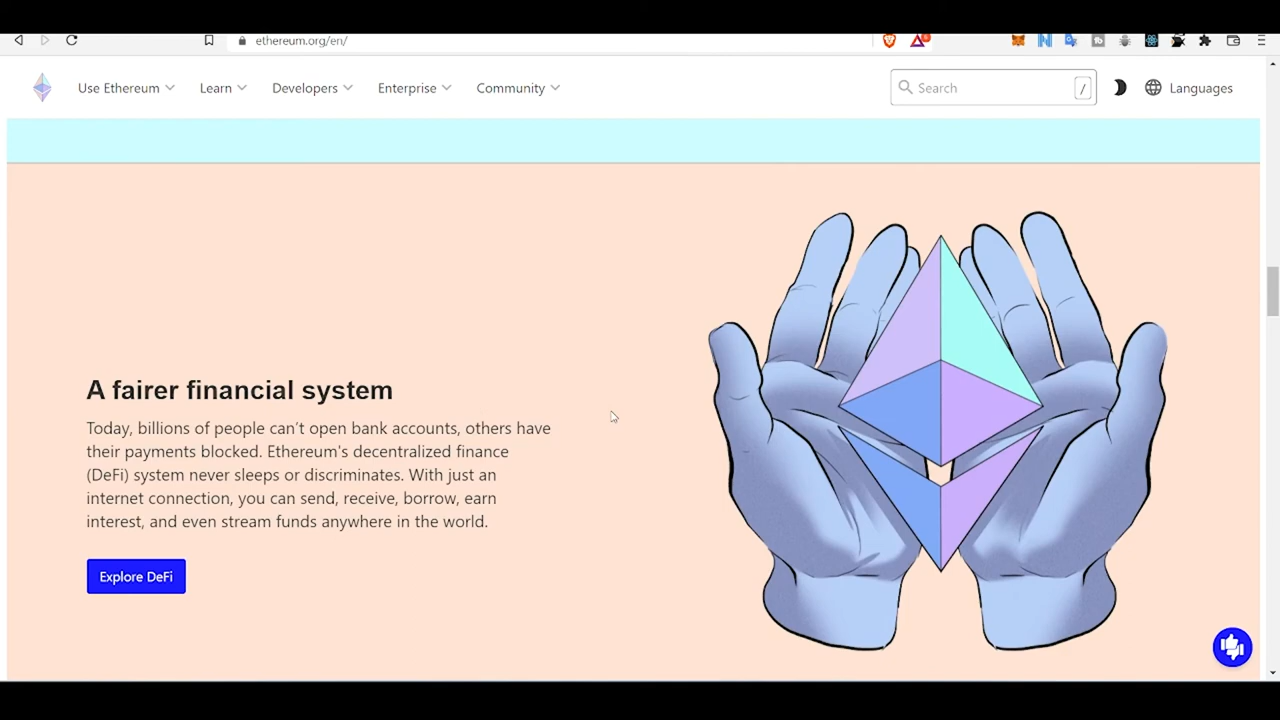 ethereum.org/en/
Use Ethereum Learn Developers Enterprise Community Search / Languages
A fairer financial system
Today, billions of people can't open bank accounts, others have
their payments blocked. Ethereum's decentralized finance
(DeFi) system never sleeps or discriminates. With just an
internet connection, you can send, receive, borrow, earn
interest, and even stream funds anywhere in the world.
Explore DeFi